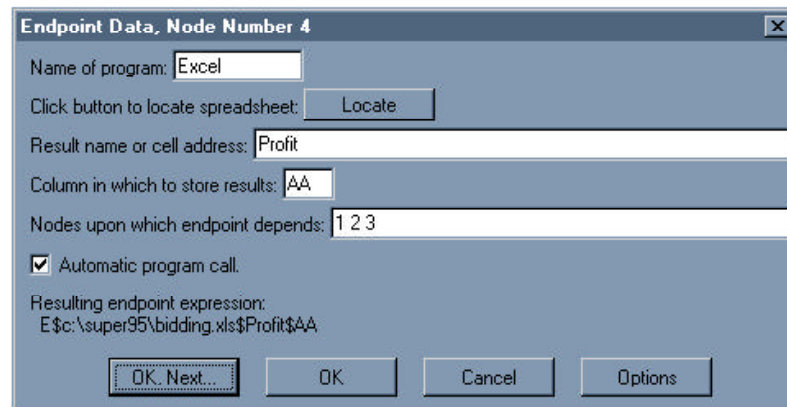 Endpoint Data, Node Number 4
Name of program: Excel
Click button to locate spreadsheet: Locate
Result name or cell address: Profit
Column in which to store results: AA
Nodes upon which endpoint depends: 1 2 3
Automatic program call.
Resulting endpoint expression:
E$c:\super95\bidding.xls$Profit$AA
OK. Next... OK Cancel Options